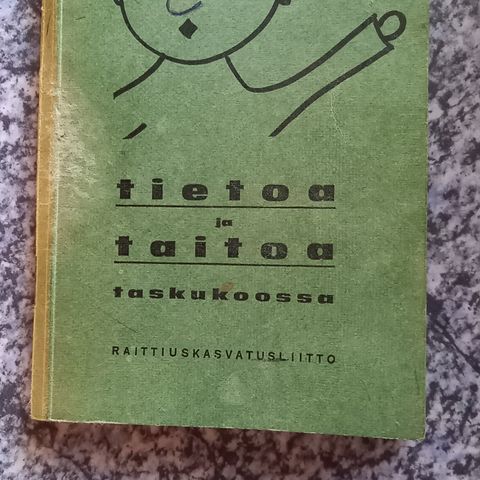 tietoa
ja
taitoa
taskukoossa
RAITTIUSKASVATUSLIITTO